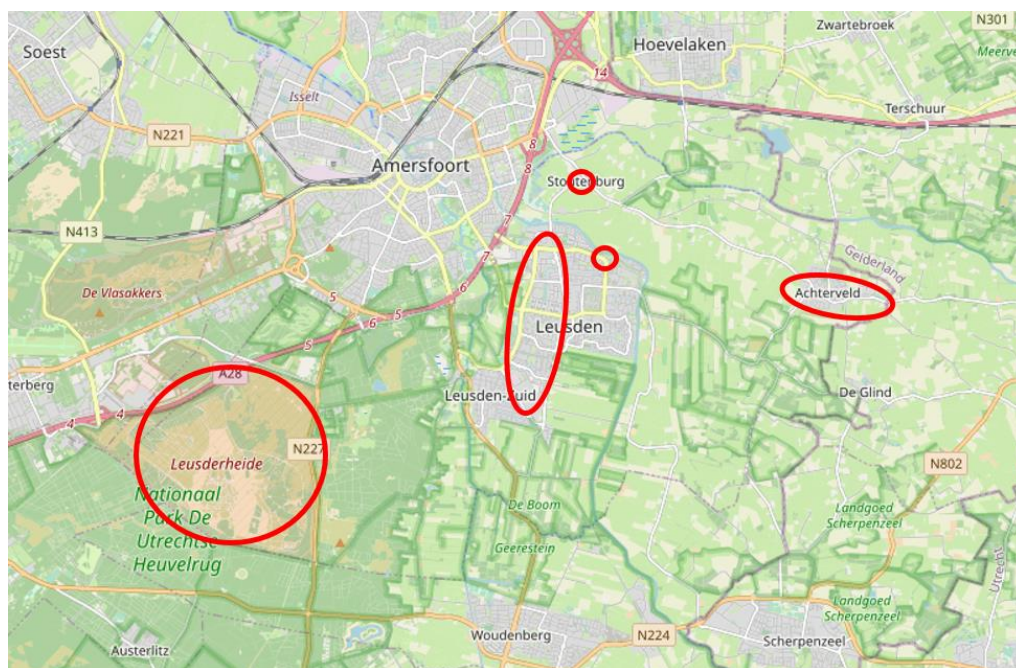 Zwartebroek
N301
Soest
Hoevelaken
Meerve
14
Isselt
Terschuur
N221
8
Amersfoort
8
Stoutenburg
7
N413
Gelderland
7
De Vlasakkers
5
6
Achterveld
6
5
Leusden
5
A28
terberg
4
4
Leusden-Zuid
De Glind
N227
Leusderheide
N802
Nationaal
Park De
Utrechtse
Heuvelrug
De Boom
Landgoed
Scherpenzeel
Geerestein
Utrecht
Landgoed
Scherpenzeel
Woudenberg
N224
Scherpenzeel
Austerlitz